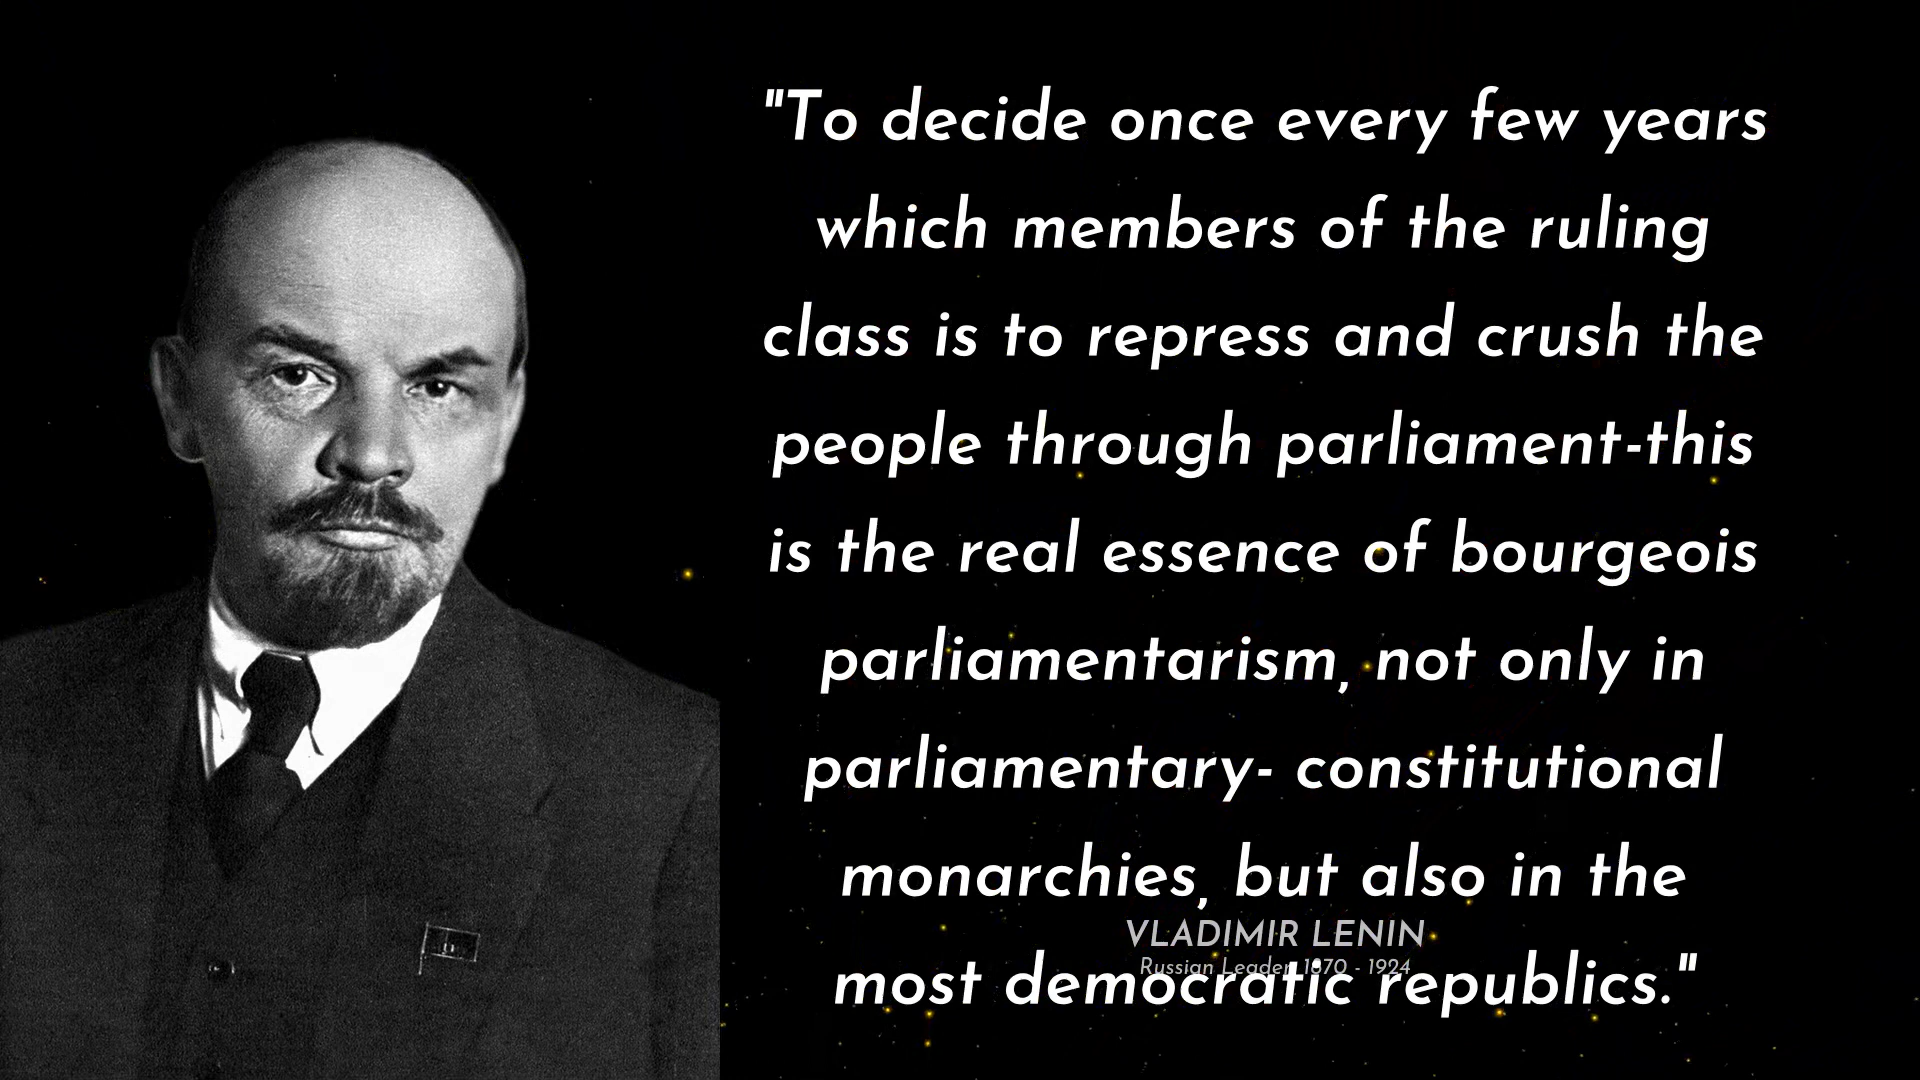 "To decide once every few years
which members of the ruling
class is to repress and crush the
people through parliament-this
is the real essence of bourgeois
parliamentarism, not only in
parliamentary- constitutional
monarchies, but also in the
VLADIMIR LENIN
Russian Leader 1870 - 1924
most democratic republics."